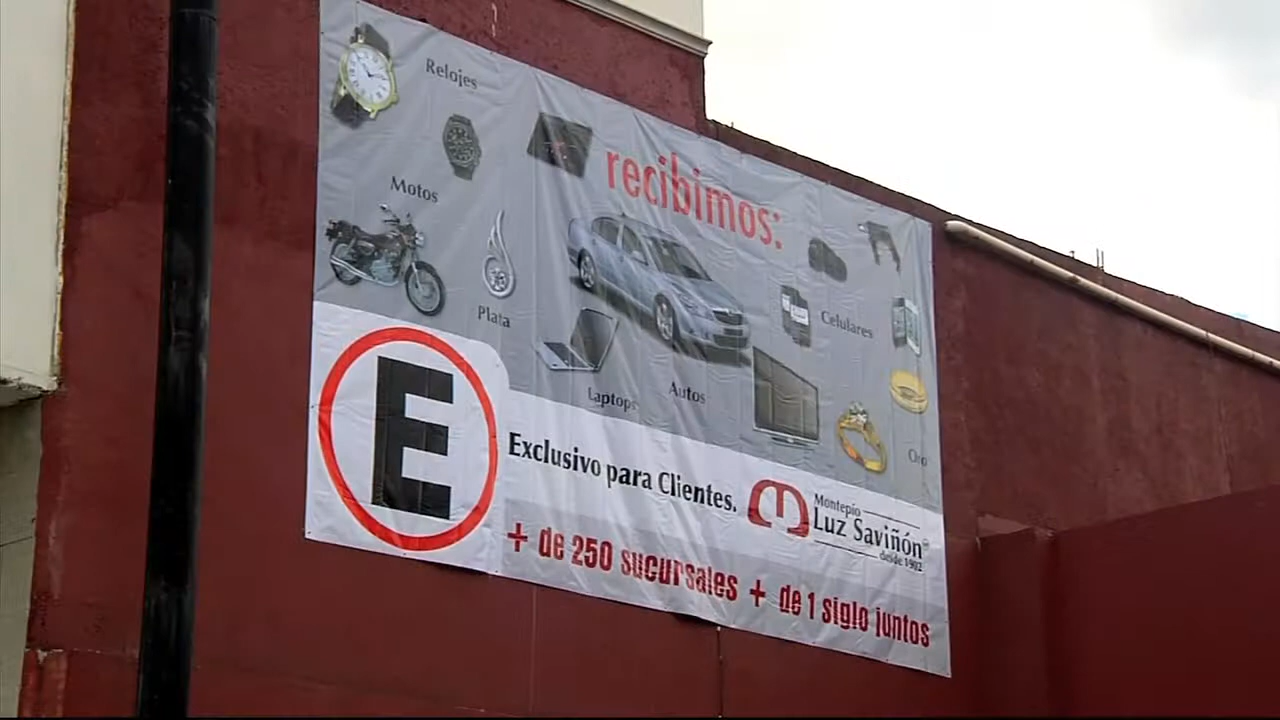 Relojes
recibimos:
Motos
Plata
Celulares
Laptops
Autos
Oro
E
Exclusivo para Clientes.
Montepío
Luz Saviñón
desde 1902
+ de 250 sucursales + de 1 siglo juntos